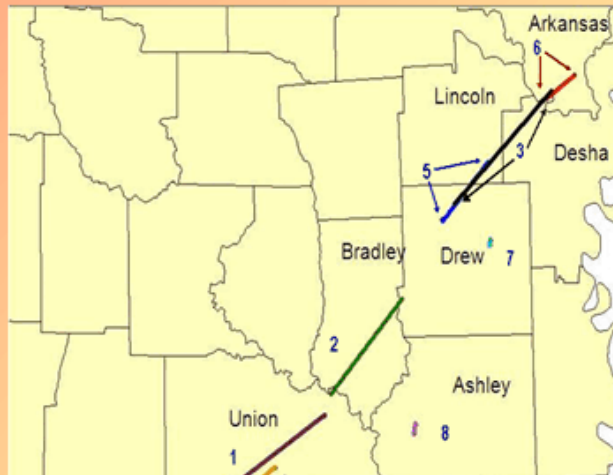 Arkansas
6
Lincoln
3
Desha
5
Bradley
Drew
7
2
Ashley
Union
8
1